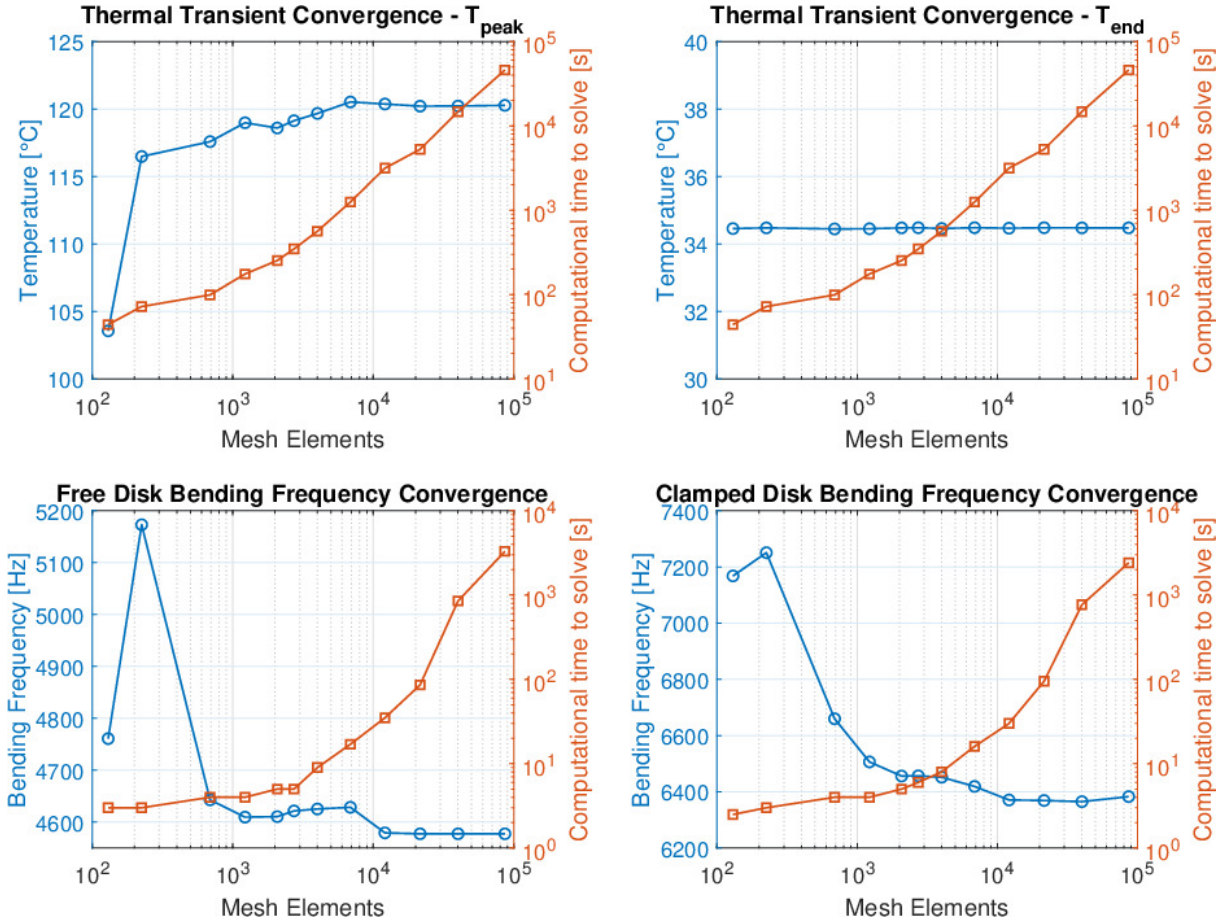 Thermal Transient Convergence - T_peak
125
120
115
110
105
100
Temperature [°C]
10^5
10^4
10^3
10^2
10^1
Computational time to solve [s]
10^2 10^3 10^4 10^5
Mesh Elements
Thermal Transient Convergence - T_end
40
38
36
34
32
30
Temperature [°C]
10^5
10^4
10^3
10^2
10^1
Computational time to solve [s]
10^2 10^3 10^4 10^5
Mesh Elements
Free Disk Bending Frequency Convergence
5200
5100
5000
4900
4800
4700
4600
Bending Frequency [Hz]
10^4
10^3
10^2
10^1
10^0
Computational time to solve [s]
10^2 10^3 10^4 10^5
Mesh Elements
Clamped Disk Bending Frequency Convergence
7400
7200
7000
6800
6600
6400
6200
Bending Frequency [Hz]
10^4
10^3
10^2
10^1
10^0
Computational time to solve [s]
10^2 10^3 10^4 10^5
Mesh Elements